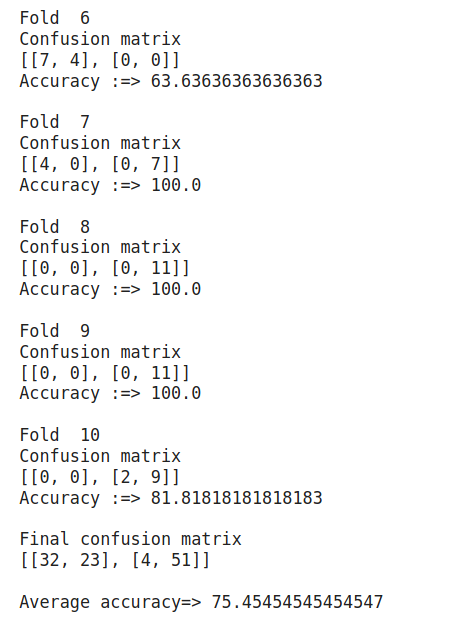 Fold  6
Confusion matrix
[[7, 4], [0, 0]]
Accuracy :=> 63.63636363636363
Fold  7
Confusion matrix
[[4, 0], [0, 7]]
Accuracy :=> 100.0
Fold  8
Confusion matrix
[[0, 0], [0, 11]]
Accuracy :=> 100.0
Fold  9
Confusion matrix
[[0, 0], [0, 11]]
Accuracy :=> 100.0
Fold  10
Confusion matrix
[[0, 0], [2, 9]]
Accuracy :=> 81.81818181818183
Final confusion matrix
[[32, 23], [4, 51]]
Average accuracy=> 75.45454545454547